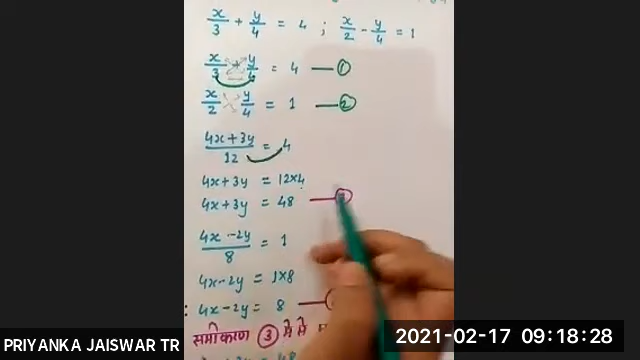 x/3 + y/4 = 4 ; x/2 - y/4 = 1
x/3 + y/4 = 4 — ①
x/2 - y/4 = 1 — ②
4x+3y/12 = 4
4x+3y = 12×4
4x+3y = 48 —
4x-2y/8 = 1
4x-2y = 1×8
4x-2y = 8 —
समीकरण ③ में से
PRIYANKA JAISWAR TR
2021-02-17 09:18:28